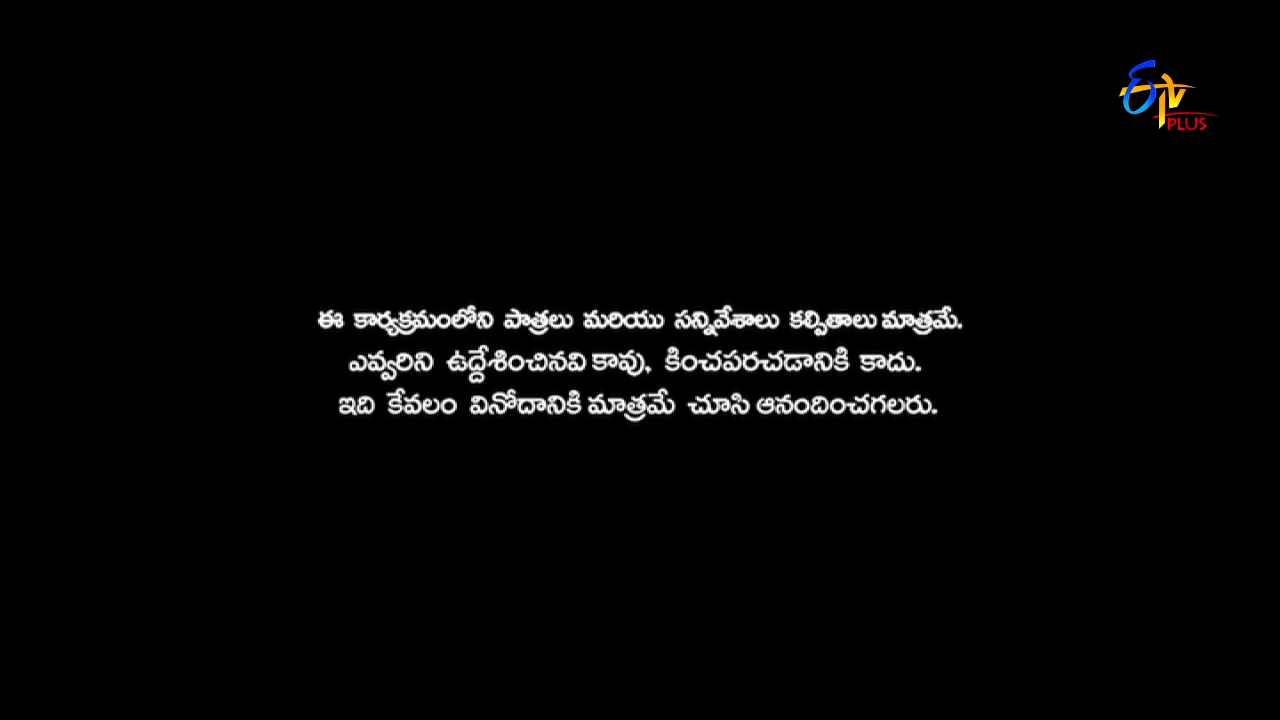 ETV
PLUS
ఈ కార్యక్రమంలోని పాత్రలు మరియు సన్నివేశాలు కల్పితాలు మాత్రమే.
ఎవ్వరిని ఉద్దేశించినవి కావు, కించపరచడానికి కాదు.
ఇది కేవలం వినోదానికి మాత్రమే చూసి ఆనందించగలరు.